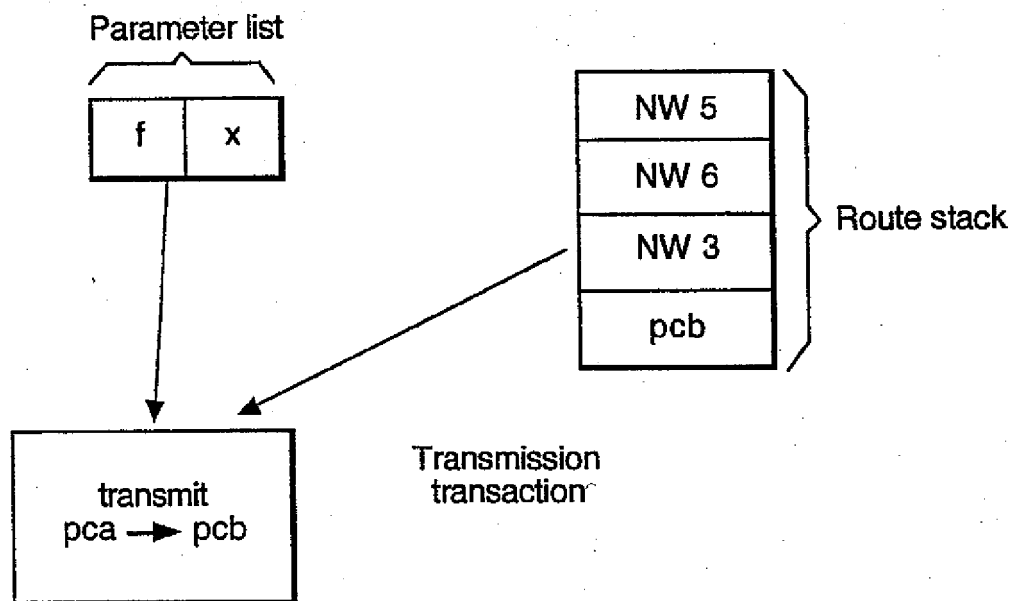 Parameter list
f x
NW 5
NW 6
NW 3
pcb
Route stack
transmit
pca → pcb
Transmission
transaction